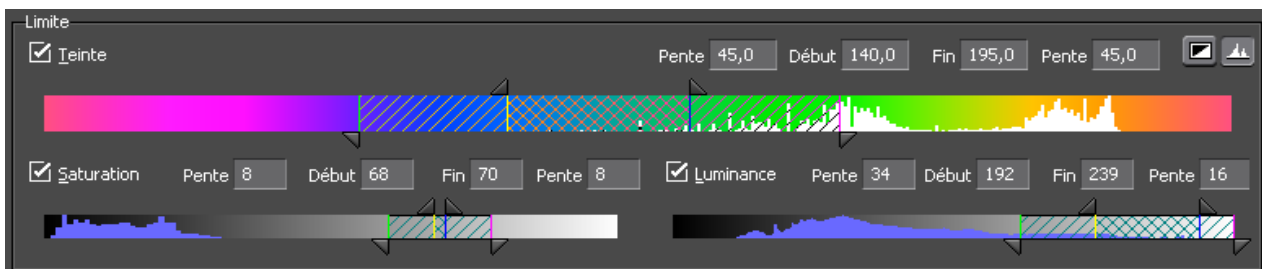 Limite
Teinte Pente 45,0 Début 140,0 Fin 195,0 Pente 45,0
Saturation Pente 8 Début 68 Fin 70 Pente 8 Luminance Pente 34 Début 192 Fin 239 Pente 16